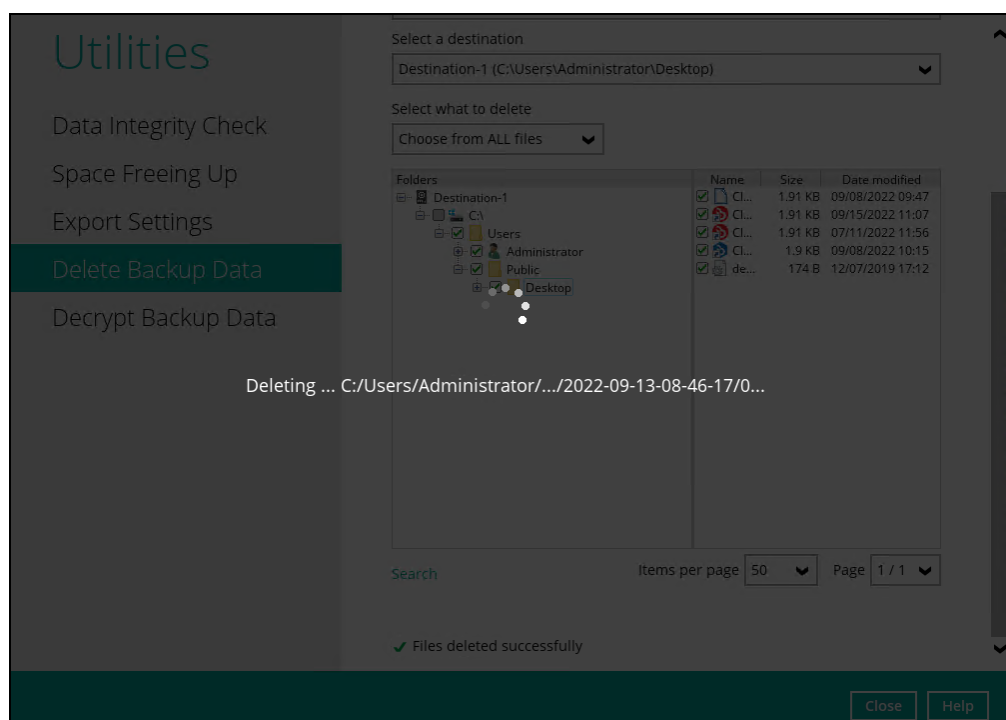 Utilities
Data Integrity Check
Space Freeing Up
Export Settings
Delete Backup Data
Decrypt Backup Data
Select a destination
Destination-1 (C:\Users\Administrator\Desktop)
Select what to delete
Choose from ALL files
Folders
Destination-1
C:\
Users
Administrator
Public
Desktop
Name Size Date modified
Cl... 1.91 KB 09/08/2022 09:47
Cl... 1.91 KB 09/15/2022 11:07
Cl... 1.91 KB 07/11/2022 11:56
Cl... 1.9 KB 09/08/2022 10:15
de... 174 B 12/07/2019 17:12
Deleting ... C:/Users/Administrator/.../2022-09-13-08-46-17/0...
Search Items per page 50 Page 1 / 1
Files deleted successfully
Close Help